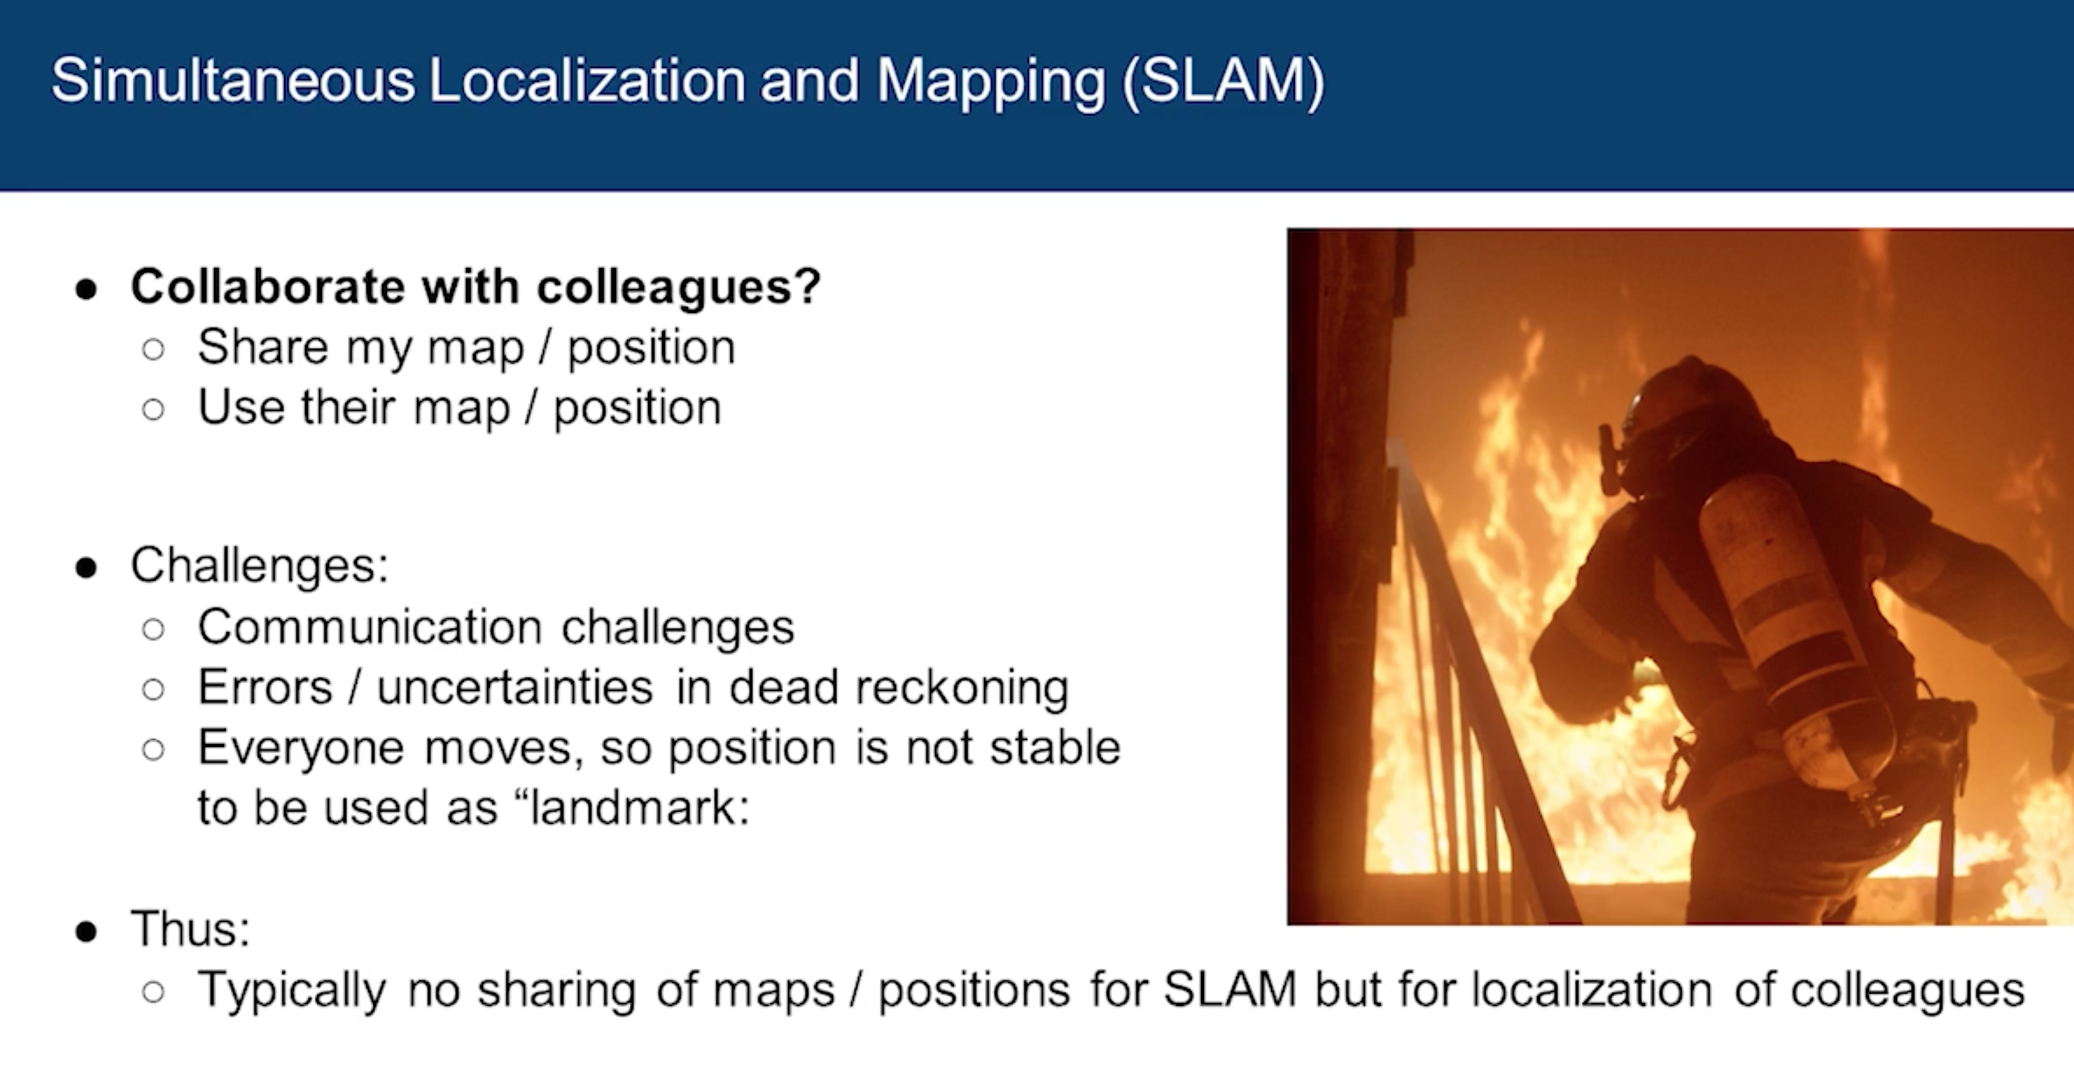 Simultaneous Localization and Mapping (SLAM)
● Collaborate with colleagues?
○ Share my map / position
○ Use their map / position
● Challenges:
○ Communication challenges
○ Errors / uncertainties in dead reckoning
○ Everyone moves, so position is not stable
to be used as “landmark:
● Thus:
○ Typically no sharing of maps / positions for SLAM but for localization of colleagues